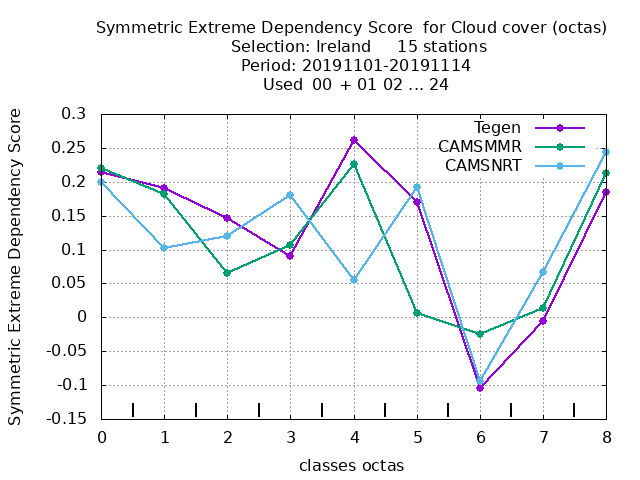 Symmetric Extreme Dependency Score  for Cloud cover (octas)
Selection: Ireland     15 stations
Period: 20191101-20191114
Used  00  + 01 02 ... 24
Symmetric Extreme Dependency Score
0.3
0.25
0.2
0.15
0.1
0.05
0
-0.05
-0.1
-0.15
Tegen
CAMSMMR
CAMSNRT
0 1 2 3 4 5 6 7 8
classes octas